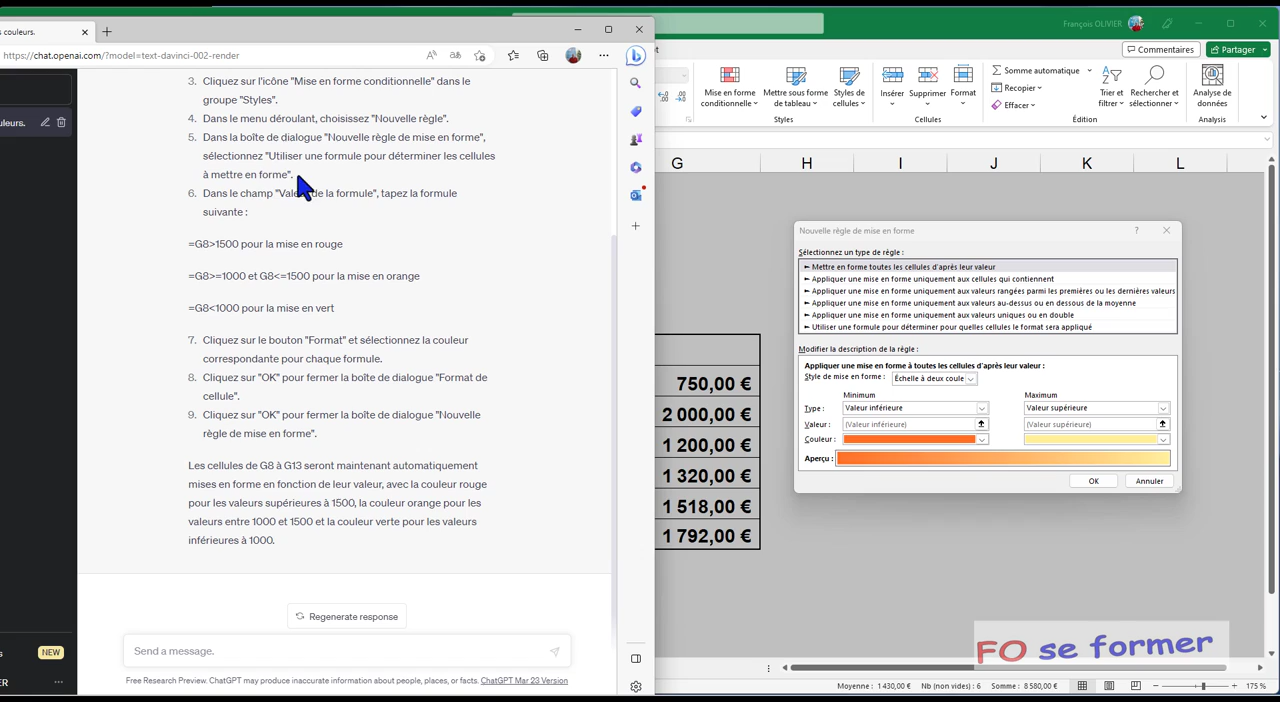 s couleurs.
https://chat.openai.com/?model=text-davinci-002-render
uleurs.
3. Cliquez sur l'icône "Mise en forme conditionnelle" dans le
groupe "Styles".
4. Dans le menu déroulant, choisissez "Nouvelle règle".
5. Dans la boîte de dialogue "Nouvelle règle de mise en forme",
sélectionnez "Utiliser une formule pour déterminer les cellules
à mettre en forme".
6. Dans le champ "Vale de la formule", tapez la formule
suivante :
=G8>1500 pour la mise en rouge
=G8>=1000 et G8<=1500 pour la mise en orange
=G8<1000 pour la mise en vert
7. Cliquez sur le bouton "Format" et sélectionnez la couleur
correspondante pour chaque formule.
8. Cliquez sur "OK" pour fermer la boîte de dialogue "Format de
cellule".
9. Cliquez sur "OK" pour fermer la boîte de dialogue "Nouvelle
règle de mise en forme".
Les cellules de G8 à G13 seront maintenant automatiquement
mises en forme en fonction de leur valeur, avec la couleur rouge
pour les valeurs supérieures à 1500, la couleur orange pour les
valeurs entre 1000 et 1500 et la couleur verte pour les valeurs
inférieures à 1000.
Regenerate response
Send a message.
Free Research Preview. ChatGPT may produce inaccurate information about people, places, or facts. ChatGPT Mar 23 Version
s NEW
ER ...
François OLIVIER
Commentaires
Partager
Mise en forme
conditionnelle
Mettre sous forme
de tableau
Styles de
cellules
Styles
Insérer
Supprimer
Format
Cellules
Somme automatique
Recopier
Effacer
Trier et
filtrer
Rechercher et
sélectionner
Édition
Analyse de
données
Analysis
G H I J K L
750,00 €
2 000,00 €
1 200,00 €
1 320,00 €
1 518,00 €
1 792,00 €
Nouvelle règle de mise en forme
Sélectionnez un type de règle :
► Mettre en forme toutes les cellules d'après leur valeur
► Appliquer une mise en forme uniquement aux cellules qui contiennent
► Appliquer une mise en forme uniquement aux valeurs rangées parmi les premières ou les dernières valeurs
► Appliquer une mise en forme uniquement aux valeurs au-dessus ou en dessous de la moyenne
► Appliquer une mise en forme uniquement aux valeurs uniques ou en double
► Utiliser une formule pour déterminer pour quelles cellules le format sera appliqué
Modifier la description de la règle :
Appliquer une mise en forme à toutes les cellules d'après leur valeur :
Style de mise en forme : Échelle à deux coule
Minimum Maximum
Type : Valeur inférieure Valeur supérieure
Valeur : (Valeur inférieure) (Valeur supérieure)
Couleur :
Aperçu :
OK Annuler
FO se former
Moyenne : 1 430,00 € Nb (non vides) : 6 Somme : 8 580,00 € 175 %